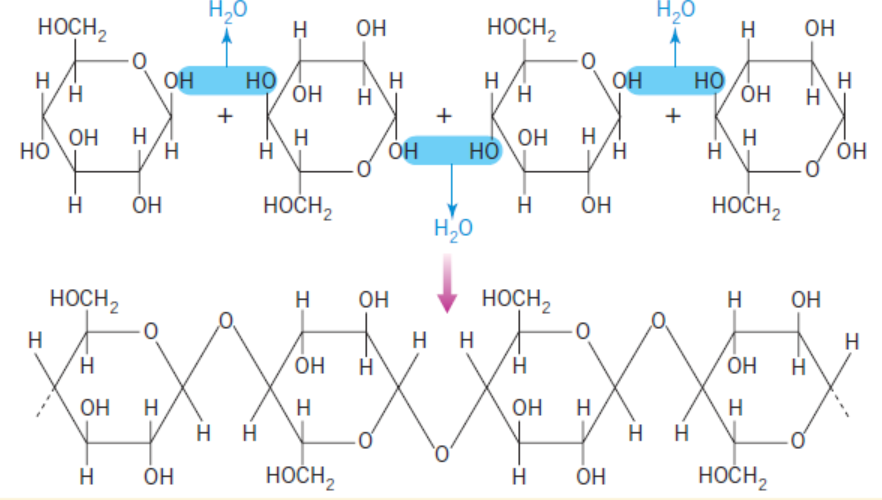 H₂O H₂O
HOCH₂ H OH HOCH₂ H OH
O O
H OH HO H H OH HO H
H OH H H OH H
+ + +
OH H H OH H H
HO H H OH HO H H OH
O O
H OH HOCH₂ H OH HOCH₂
H₂O
HOCH₂ H OH HOCH₂ H OH
O O
H O H H O H
H OH H H OH H
OH H H OH H H
H H H H
O O O
H OH HOCH₂ H OH HOCH₂